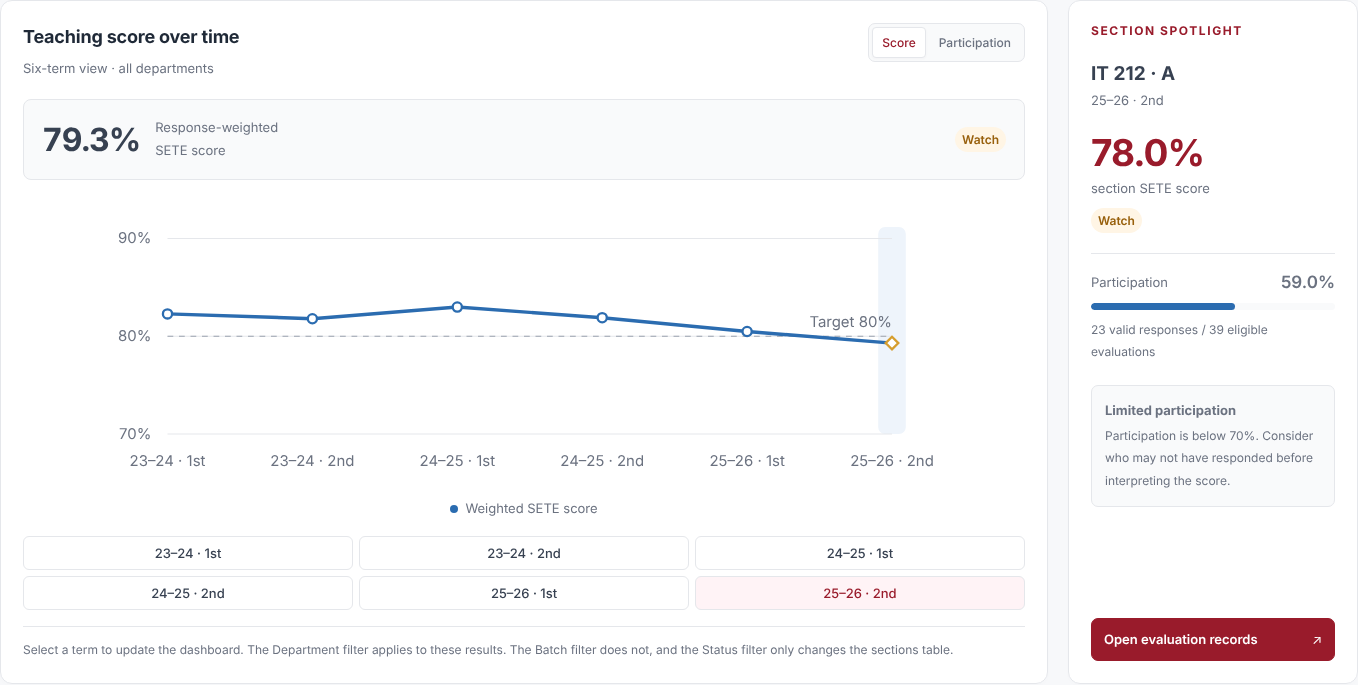 Teaching score over time
Six-term view · all departments
Score
Participation
79.3%
Response-weighted
SETE score
Watch
90%
80%
70%
Target 80%
23–24 · 1st
23–24 · 2nd
24–25 · 1st
24–25 · 2nd
25–26 · 1st
25–26 · 2nd
Weighted SETE score
23–24 · 1st
23–24 · 2nd
24–25 · 1st
24–25 · 2nd
25–26 · 1st
25–26 · 2nd
Select a term to update the dashboard. The Department filter applies to these results. The Batch filter does not, and the Status filter only changes the sections table.
SECTION SPOTLIGHT
IT 212 · A
25–26 · 2nd
78.0%
section SETE score
Watch
Participation
59.0%
23 valid responses / 39 eligible
evaluations
Limited participation
Participation is below 70%. Consider
who may not have responded before
interpreting the score.
Open evaluation records